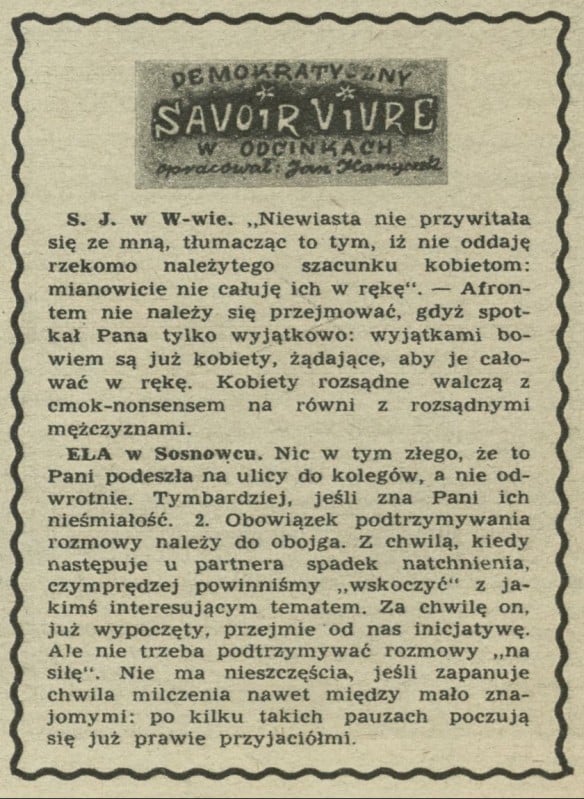 DEMOKRATYCZNY
SAVOIR VIVRE
W ODCINKACH
opracował: Jan Kamyczek
S. J. w W-wie. „Niewiasta nie przywitała
się ze mną, tłumacząc to tym, iż nie oddaję
rzekomo należytego szacunku kobietom:
mianowicie nie całuję ich w rękę“. — Afron-
tem nie należy się przejmować, gdyż spot-
kał Pana tylko wyjątkowo: wyjątkami bo-
wiem są już kobiety, żądające, aby je cało-
wać w rękę. Kobiety rozsądne walczą z
cmok-nonsensem na równi z rozsądnymi
mężczyznami.
ELA w Sosnowcu. Nic w tym złego, że to
Pani podeszła na ulicy do kolegów, a nie od-
wrotnie. Tymbardziej, jeśli zna Pani ich
nieśmiałość. 2. Obowiązek podtrzymywania
rozmowy należy do obojga. Z chwilą, kiedy
następuje u partnera spadek natchnienia,
czymprędzej powinniśmy „wskoczyć“ z ja-
kimś interesującym tematem. Za chwilę on,
już wypoczęty, przejmie od nas inicjatywę.
Ale nie trzeba podtrzymywać rozmowy „na
siłę“. Nie ma nieszczęścia, jeśli zapanuje
chwila milczenia nawet między mało zna-
jomymi: po kilku takich pauzach poczują
się już prawie przyjaciółmi.